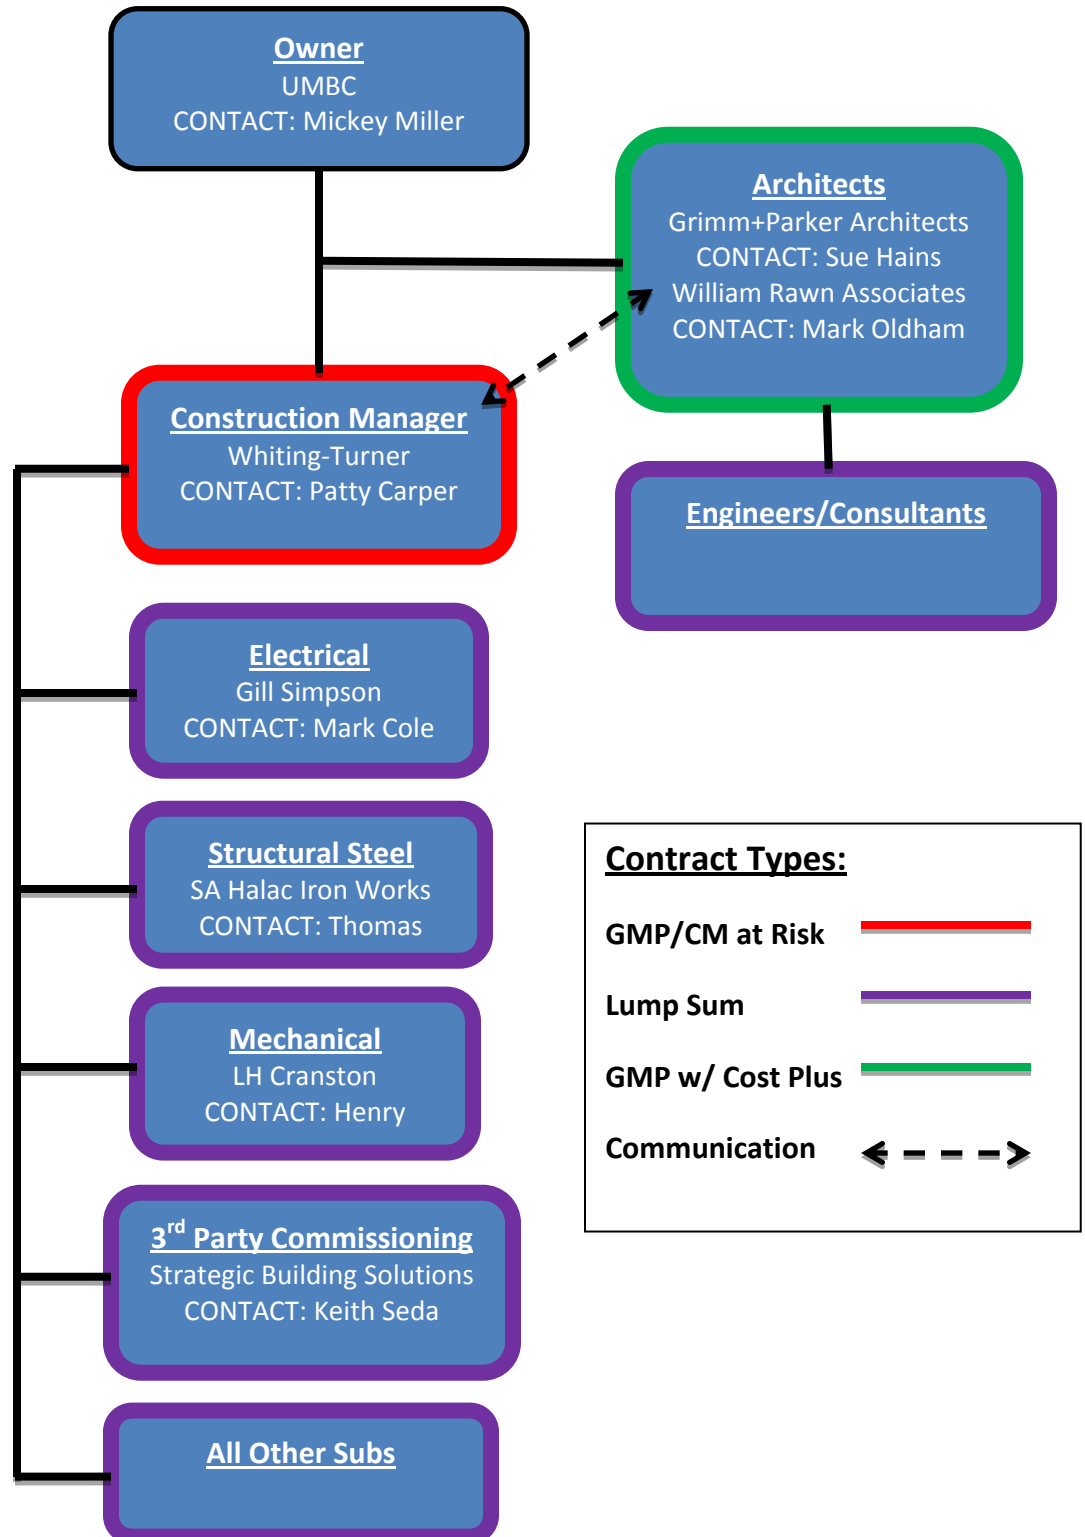 Owner
UMBC
CONTACT: Mickey Miller
Architects
Grimm+Parker Architects
CONTACT: Sue Hains
William Rawn Associates
CONTACT: Mark Oldham
Construction Manager
Whiting-Turner
CONTACT: Patty Carper
Engineers/Consultants
Electrical
Gill Simpson
CONTACT: Mark Cole
Structural Steel
SA Halac Iron Works
CONTACT: Thomas
Mechanical
LH Cranston
CONTACT: Henry
3rd Party Commissioning
Strategic Building Solutions
CONTACT: Keith Seda
All Other Subs
Contract Types:
GMP/CM at Risk
Lump Sum
GMP w/ Cost Plus
Communication